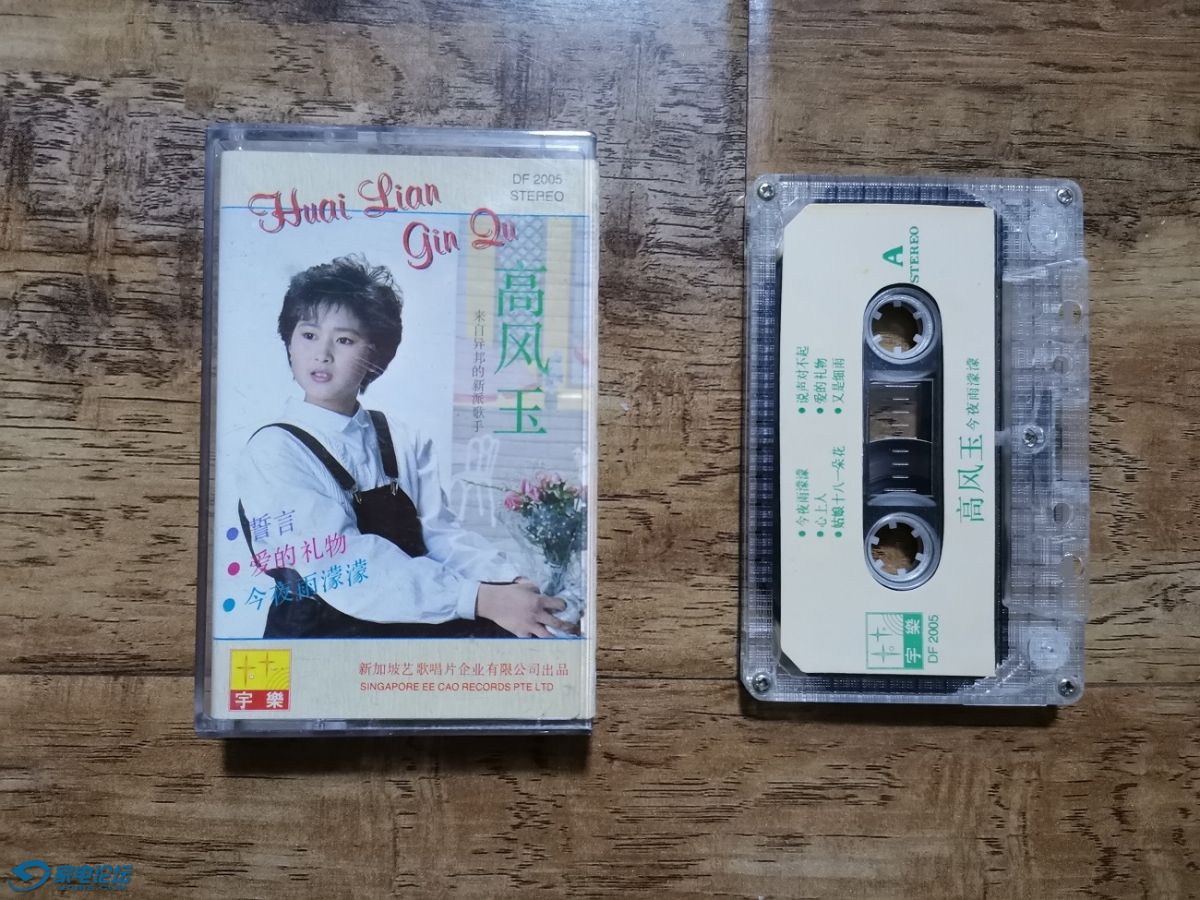 Huai Lian
Gin Qu
DF 2005
STEREO
高风玉
来自异邦的新派歌手
● 誓言
● 爱的礼物
● 今夜雨濛濛
宇樂
新加坡艺歌唱片企业有限公司出品
SINGAPORE EE CAO RECORDS PTE LTD
A
STEREO
高风玉 今夜雨濛濛
● 今夜雨濛濛
● 心上人
● 姑娘十八一朵花
● 说声对不起
● 爱的礼物
● 又是细雨
宇樂
DF 2005
家电论坛